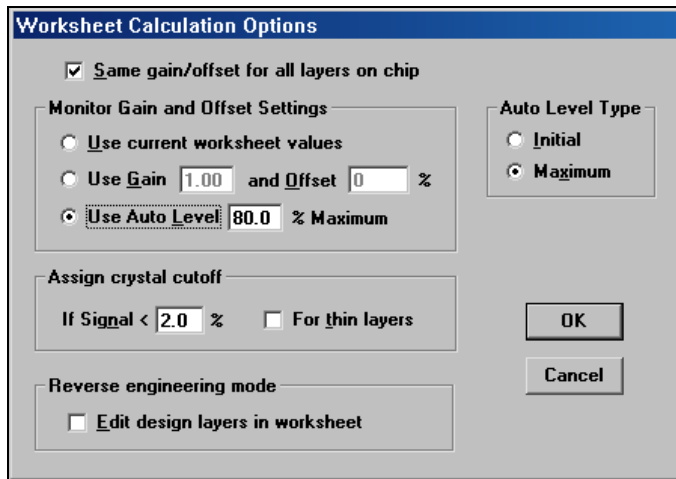 Worksheet Calculation Options
Same gain/offset for all layers on chip
Monitor Gain and Offset Settings
Use current worksheet values
Use Gain 1.00 and Offset 0 %
Use Auto Level 80.0 % Maximum
Auto Level Type
Initial
Maximum
Assign crystal cutoff
If Signal < 2.0 % For thin layers
OK
Cancel
Reverse engineering mode
Edit design layers in worksheet